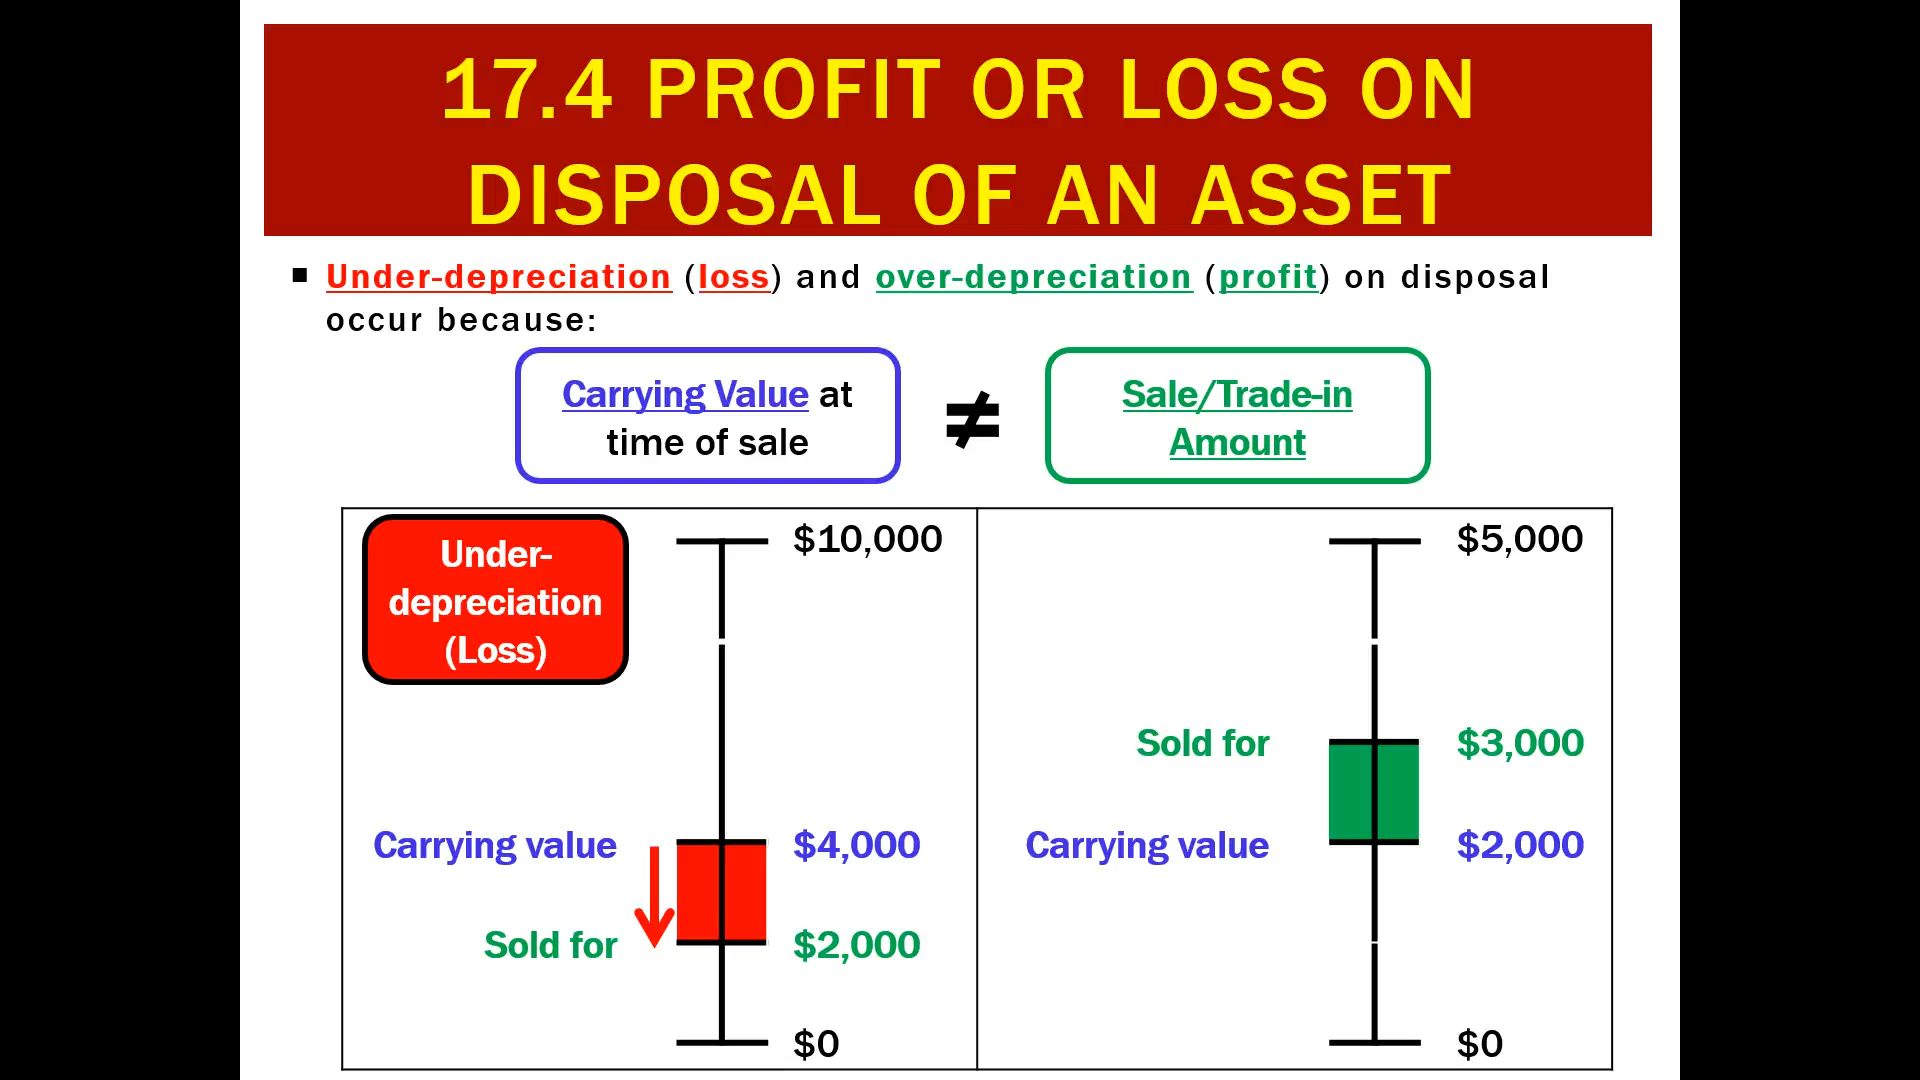 17.4 PROFIT OR LOSS ON
DISPOSAL OF AN ASSET
▪ Under-depreciation (loss) and over-depreciation (profit) on disposal
occur because:
Carrying Value at
time of sale
≠
Sale/Trade-in
Amount
Under-
depreciation
(Loss)
$10,000
Carrying value $4,000
Sold for $2,000
$0
$5,000
Sold for $3,000
Carrying value $2,000
$0